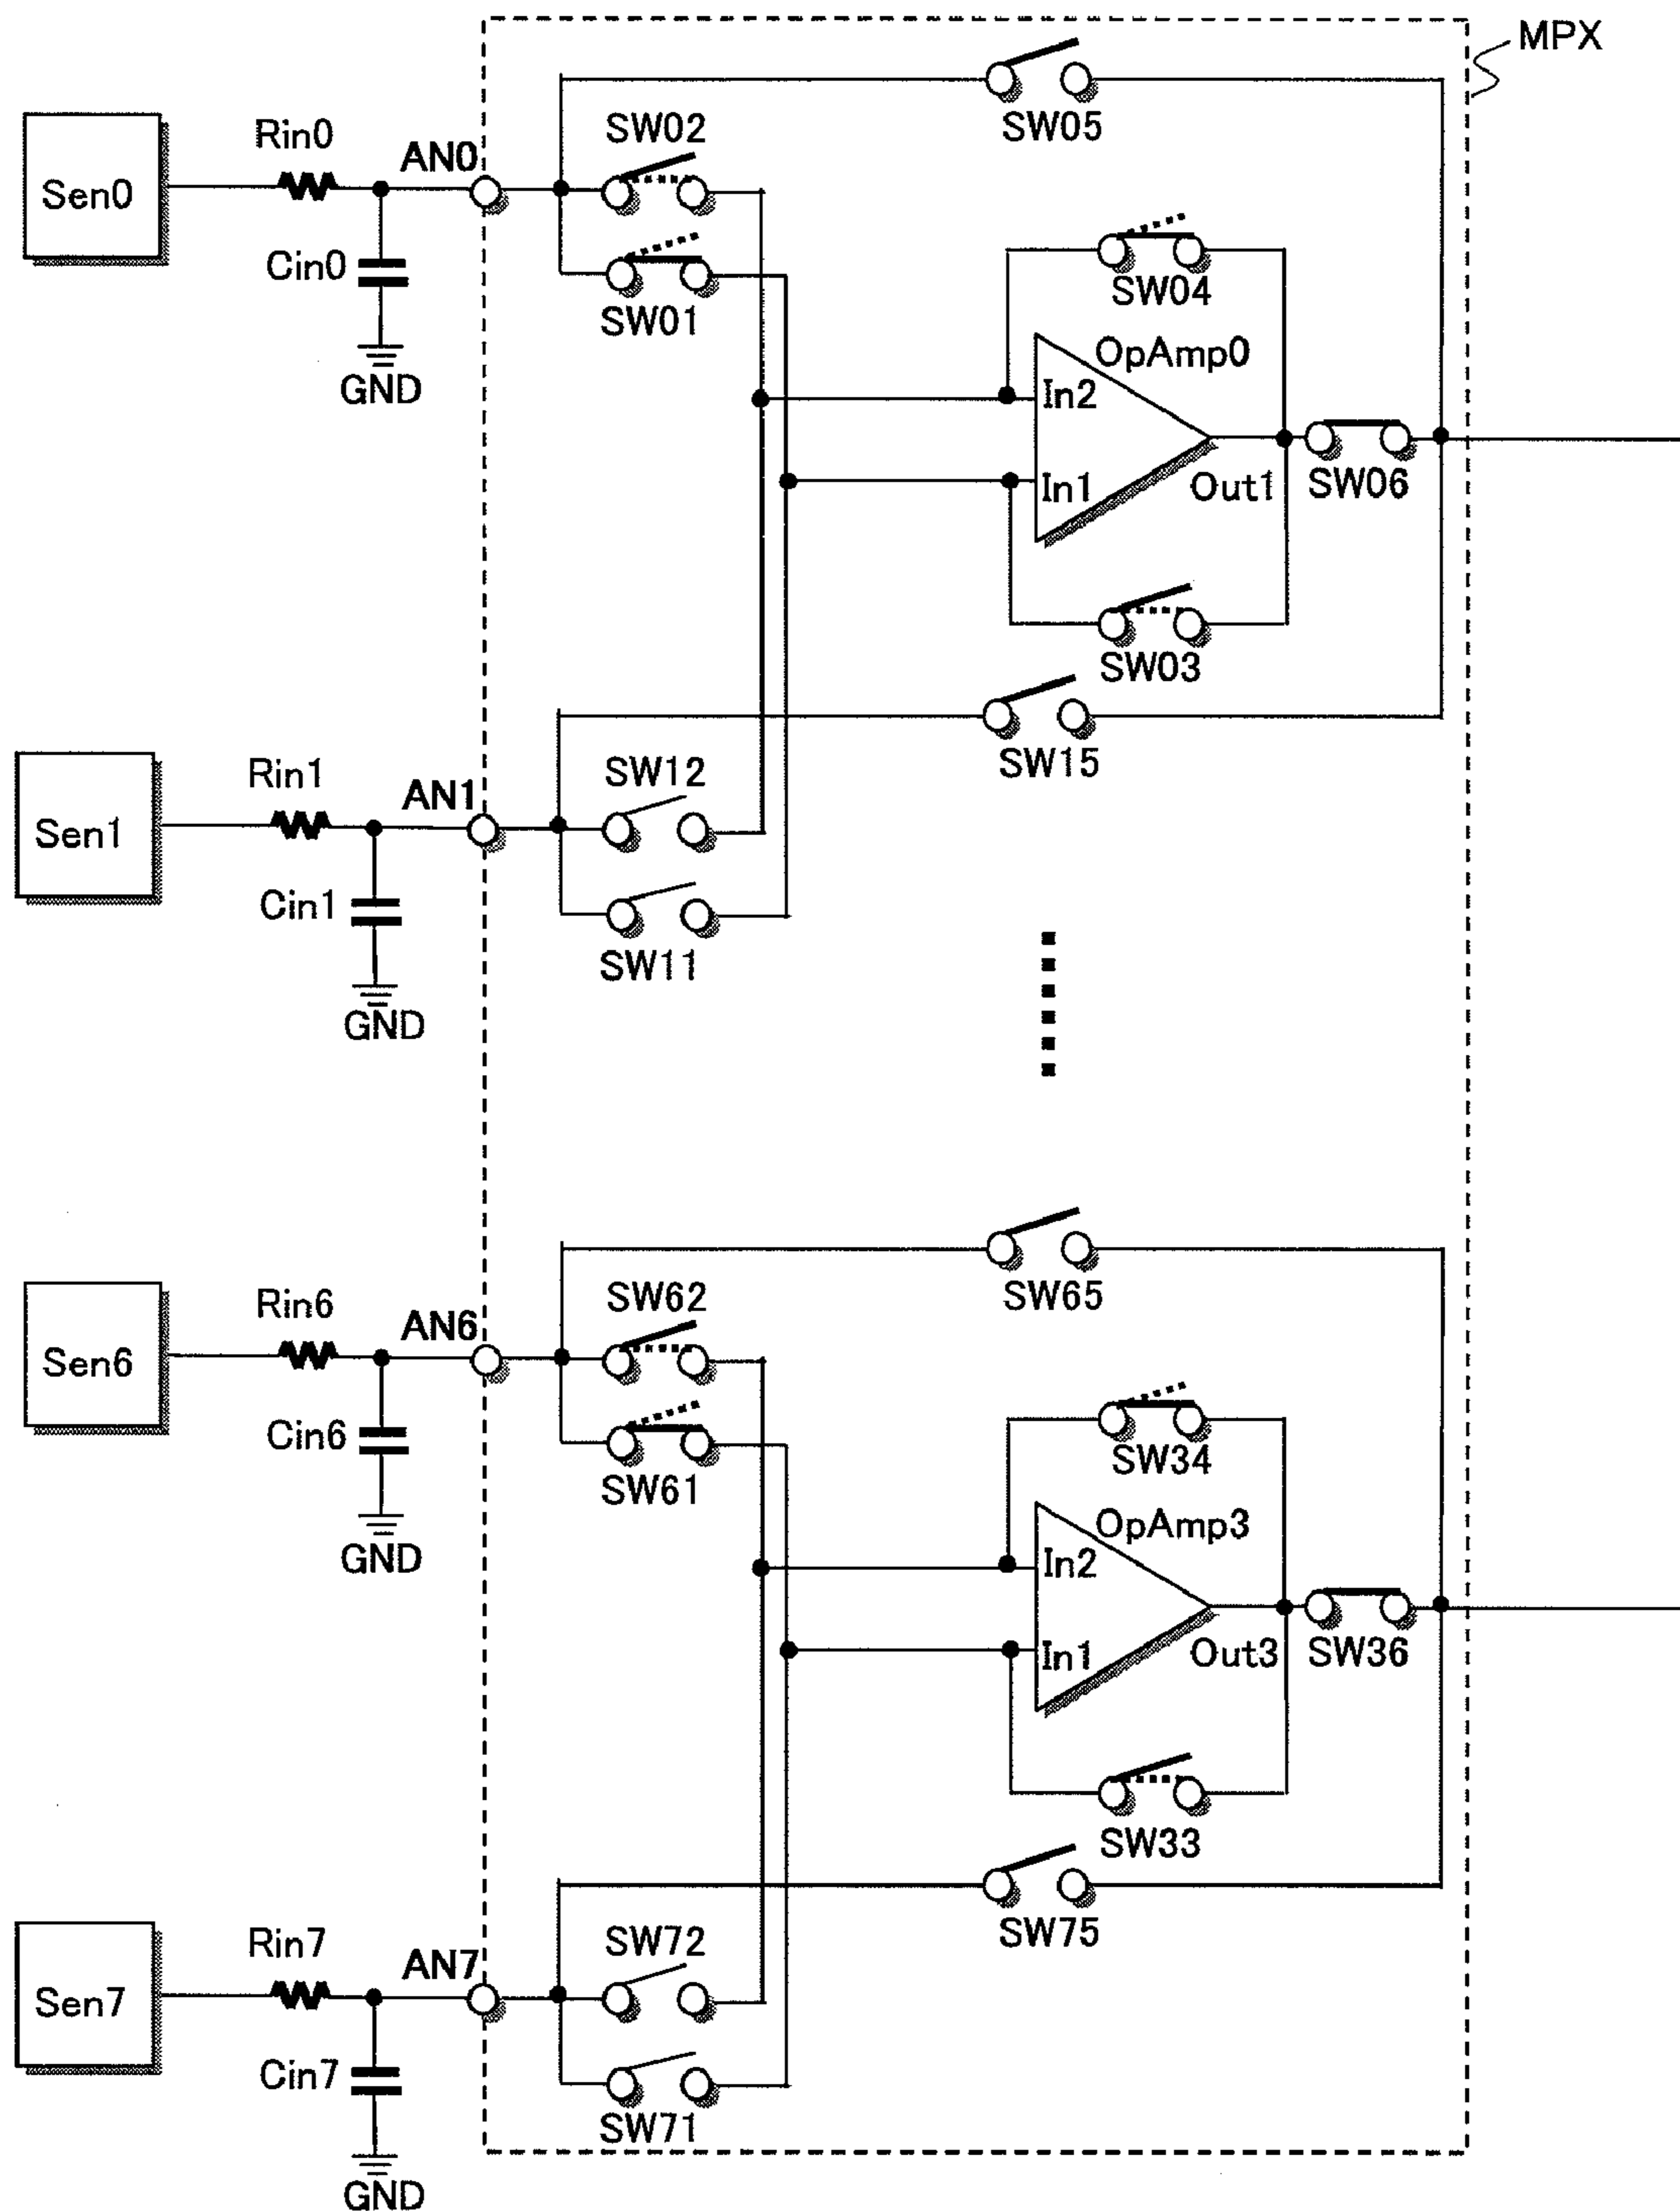 MPX
SW05
Rin0
AN0
SW02
Sen0
Cin0
SW01
SW04
GND
OpAmp0
In2
In1
Out1
SW06
SW03
SW15
Rin1
AN1
SW12
Sen1
Cin1
SW11
GND
SW65
Rin6
AN6
SW62
Sen6
Cin6
SW61
SW34
GND
OpAmp3
In2
In1
Out3
SW36
SW33
SW75
Rin7
AN7
SW72
Sen7
Cin7
SW71
GND